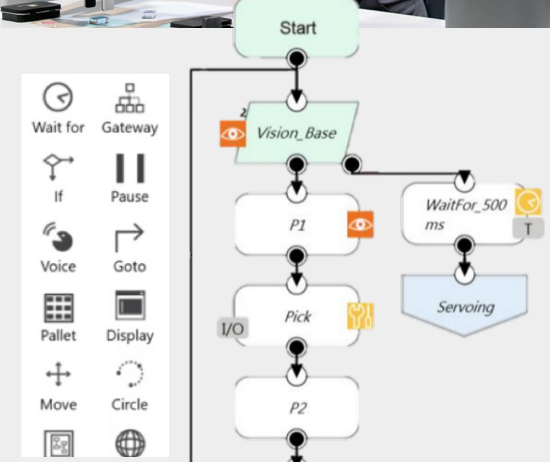 Start
2
Vision_Base
Wait for
Gateway
If
Pause
P1
WaitFor_500
ms
T
Voice
Goto
Pallet
Display
I/O
Pick
Servoing
Move
Circle
P2